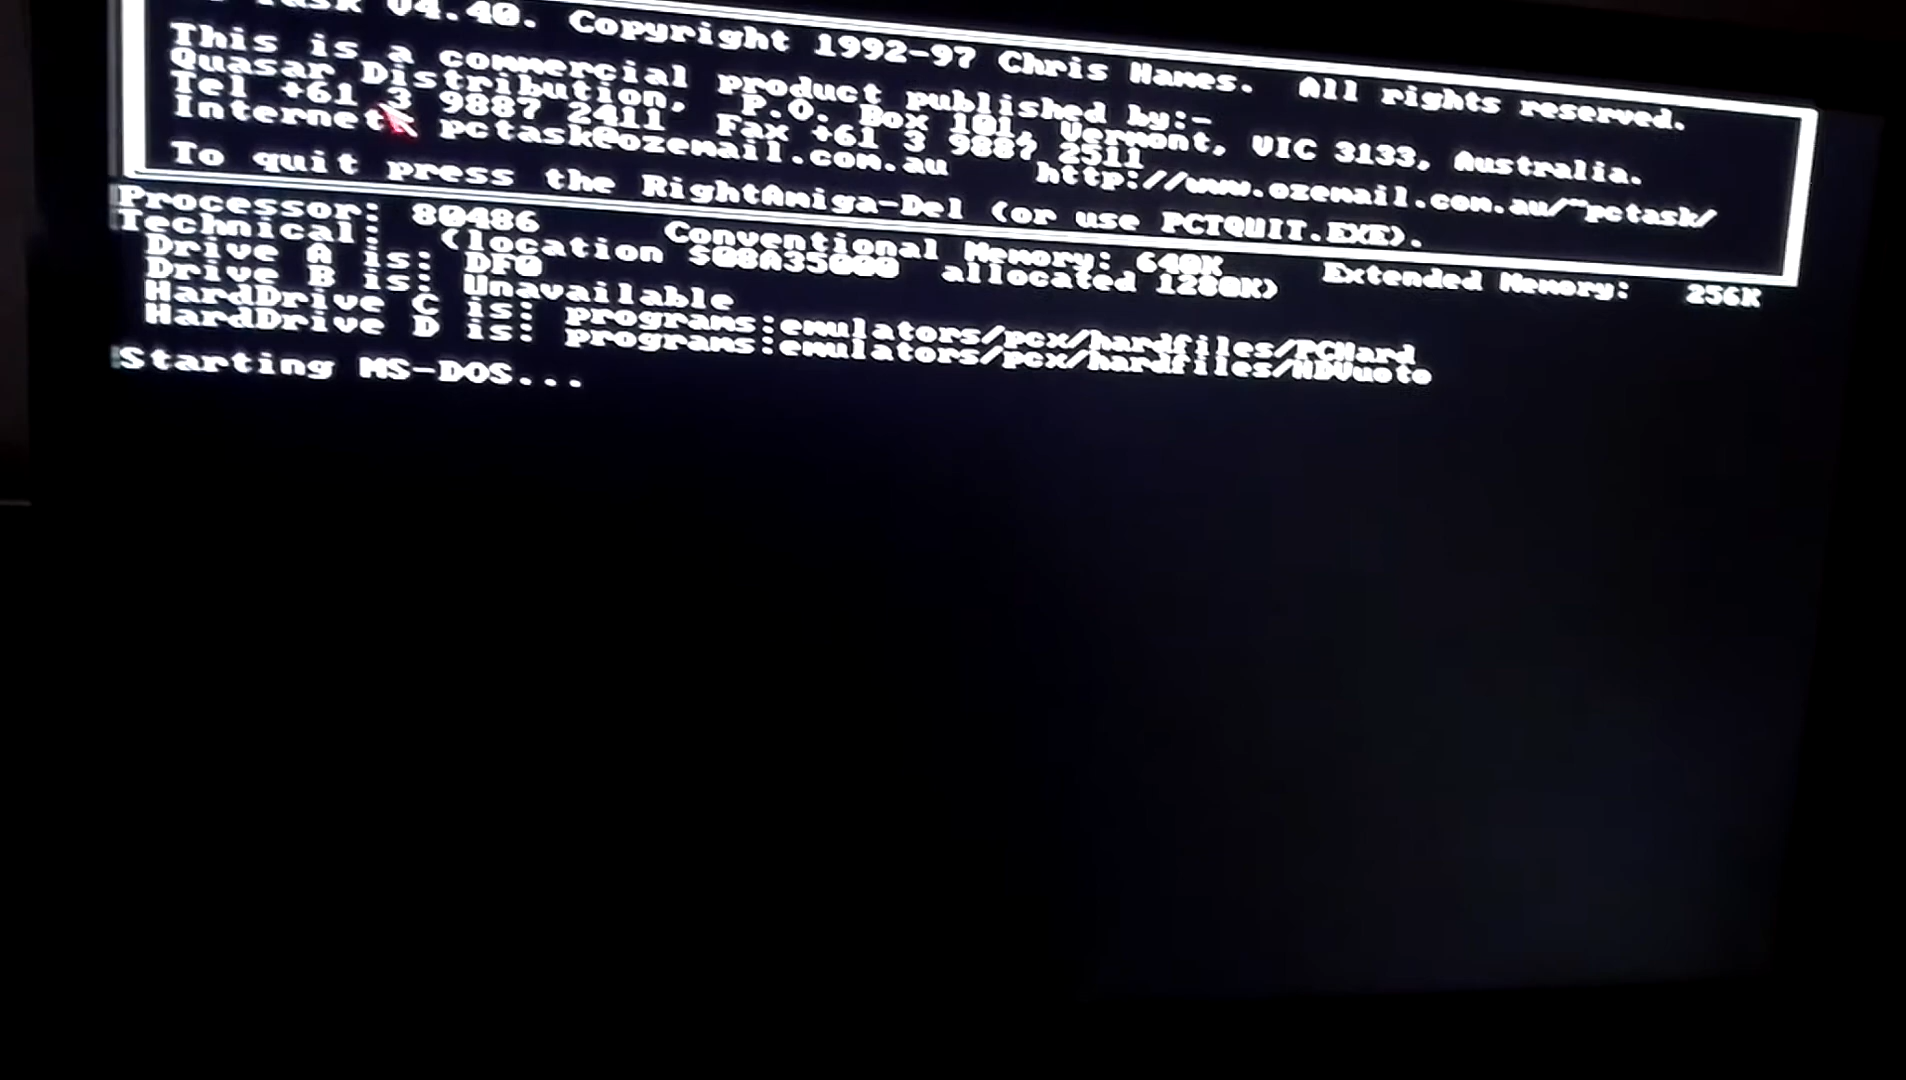 Task V4.40. Copyright 1992-97 Chris Hames. All rights reserved.
This is a commercial product published by:-
Quasar Distribution, P.O. Box 101, Vermont, VIC 3133, Australia.
Tel +61 3 9887 2411 Fax +61 3 9887 2511
Internet: pctask@ozemail.com.au http://www.ozemail.com.au/~pctask/
To quit press the RightAmiga-Del (or use PCTQUIT.EXE).
Processor: 80486 Conventional Memory: 640K Extended Memory: 256K
Technical: (location $08A35000 allocated 1280K)
Drive A is: DF0
Drive B is: Unavailable
HardDrive C is: programs:emulators/pcx/hardfiles/PCHard
HardDrive D is: programs:emulators/pcx/hardfiles/HDVuoto
Starting MS-DOS...